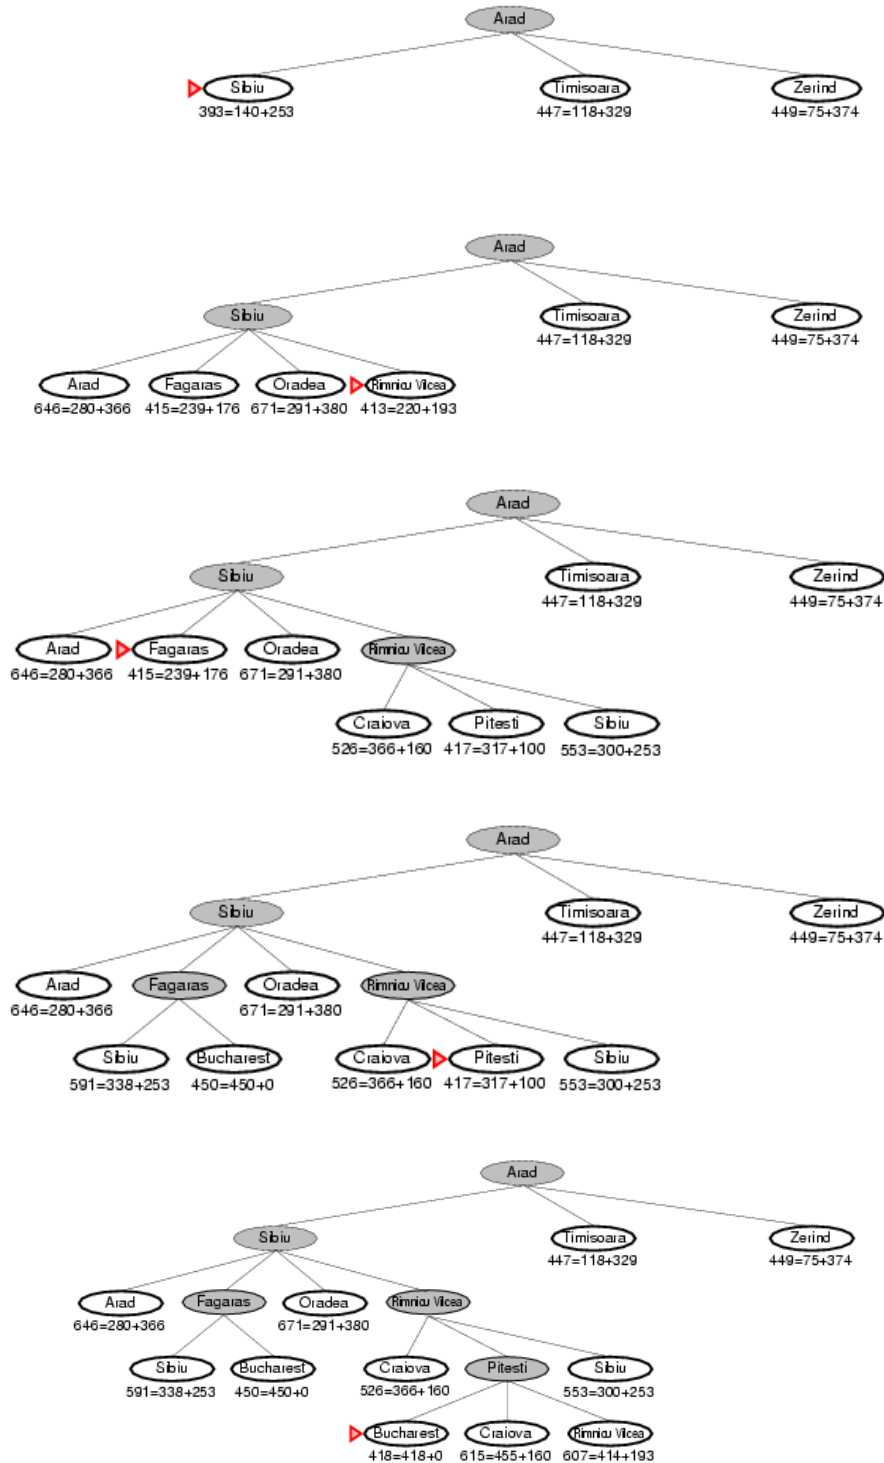 Arad
Sibiu Timisoara Zerind
393=140+253 447=118+329 449=75+374
Arad
Sibiu Timisoara Zerind
447=118+329 449=75+374
Arad Fagaras Oradea Rimnicu Vilcea
646=280+366 415=239+176 671=291+380 413=220+193
Arad
Sibiu Timisoara Zerind
447=118+329 449=75+374
Arad Fagaras Oradea Rimnicu Vilcea
646=280+366 415=239+176 671=291+380
Craiova Pitesti Sibiu
526=366+160 417=317+100 553=300+253
Arad
Sibiu Timisoara Zerind
447=118+329 449=75+374
Arad Fagaras Oradea Rimnicu Vilcea
646=280+366 671=291+380
Sibiu Bucharest Craiova Pitesti Sibiu
591=338+253 450=450+0 526=366+160 417=317+100 553=300+253
Arad
Sibiu Timisoara Zerind
447=118+329 449=75+374
Arad Fagaras Oradea Rimnicu Vilcea
646=280+366 671=291+380
Sibiu Bucharest Craiova Pitesti Sibiu
591=338+253 450=450+0 526=366+160 553=300+253
Bucharest Craiova Rimnicu Vilcea
418=418+0 615=455+160 607=414+193